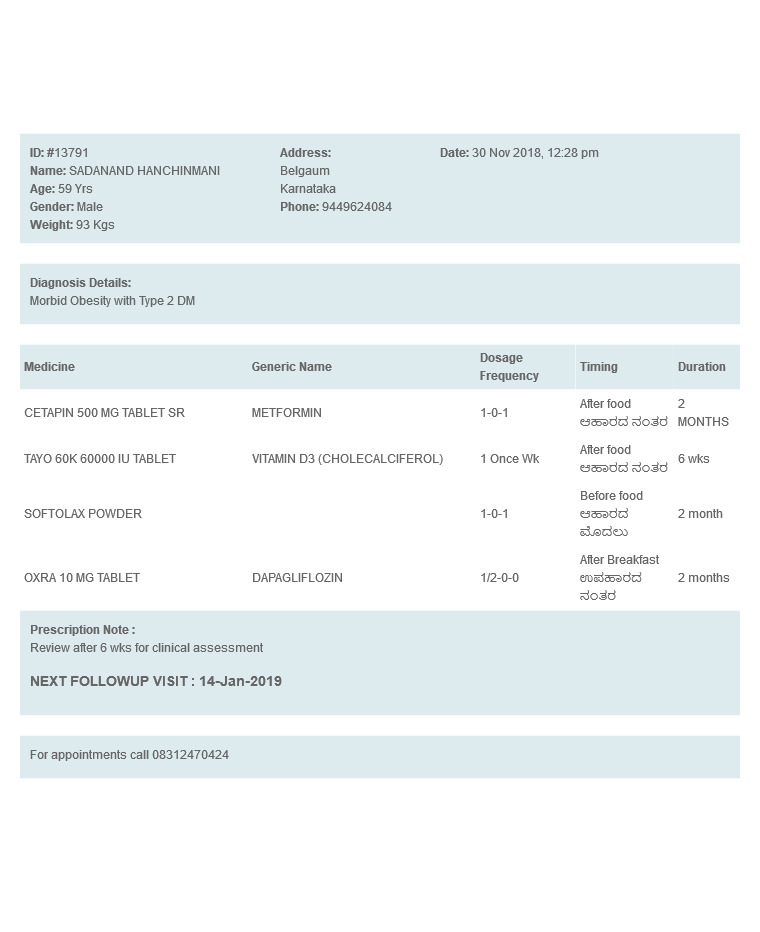 ID: #13791
Name: SADANAND HANCHINMANI
Age: 59 Yrs
Gender: Male
Weight: 93 Kgs
Address:
Belgaum
Karnataka
Phone: 9449624084
Date: 30 Nov 2018, 12:28 pm
Diagnosis Details:
Morbid Obesity with Type 2 DM
Medicine Generic Name Dosage Frequency Timing Duration
CETAPIN 500 MG TABLET SR METFORMIN 1-0-1 After food ಆಹಾರದ ನಂತರ 2 MONTHS
TAYO 60K 60000 IU TABLET VITAMIN D3 (CHOLECALCIFEROL) 1 Once Wk After food ಆಹಾರದ ನಂತರ 6 wks
SOFTOLAX POWDER 1-0-1 Before food ಆಹಾರದ ಮೊದಲು 2 month
OXRA 10 MG TABLET DAPAGLIFLOZIN 1/2-0-0 After Breakfast ಉಪಹಾರದ ನಂತರ 2 months
Prescription Note :
Review after 6 wks for clinical assessment
NEXT FOLLOWUP VISIT : 14-Jan-2019
For appointments call 08312470424